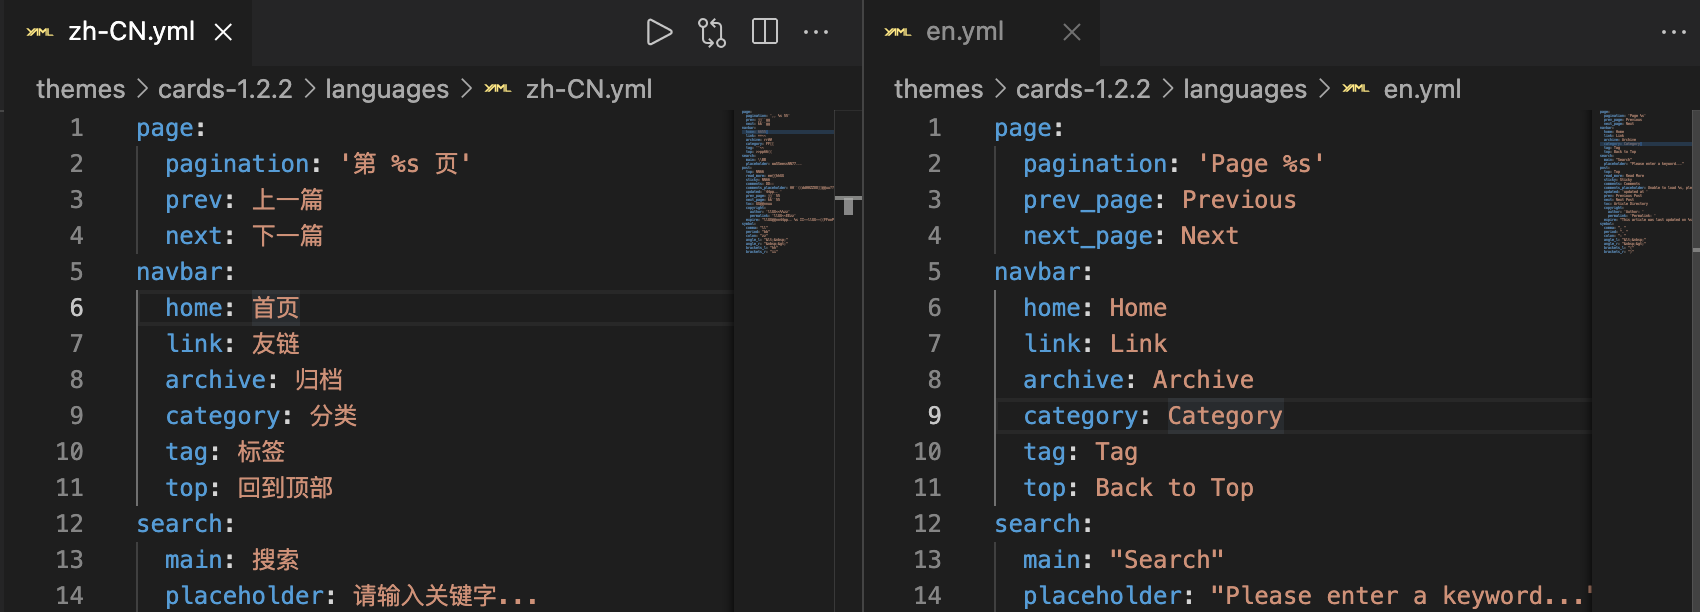 zh-CN.yml
themes > cards-1.2.2 > languages > zh-CN.yml
1 page:
2 pagination: '第 %s 页'
3 prev: 上一篇
4 next: 下一篇
5 navbar:
6 home: 首页
7 link: 友链
8 archive: 归档
9 category: 分类
10 tag: 标签
11 top: 回到顶部
12 search:
13 main: 搜索
14 placeholder: 请输入关键字...
en.yml
themes > cards-1.2.2 > languages > en.yml
1 page:
2 pagination: 'Page %s'
3 prev_page: Previous
4 next_page: Next
5 navbar:
6 home: Home
7 link: Link
8 archive: Archive
9 category: Category
10 tag: Tag
11 top: Back to Top
12 search:
13 main: "Search"
14 placeholder: "Please enter a keyword..."